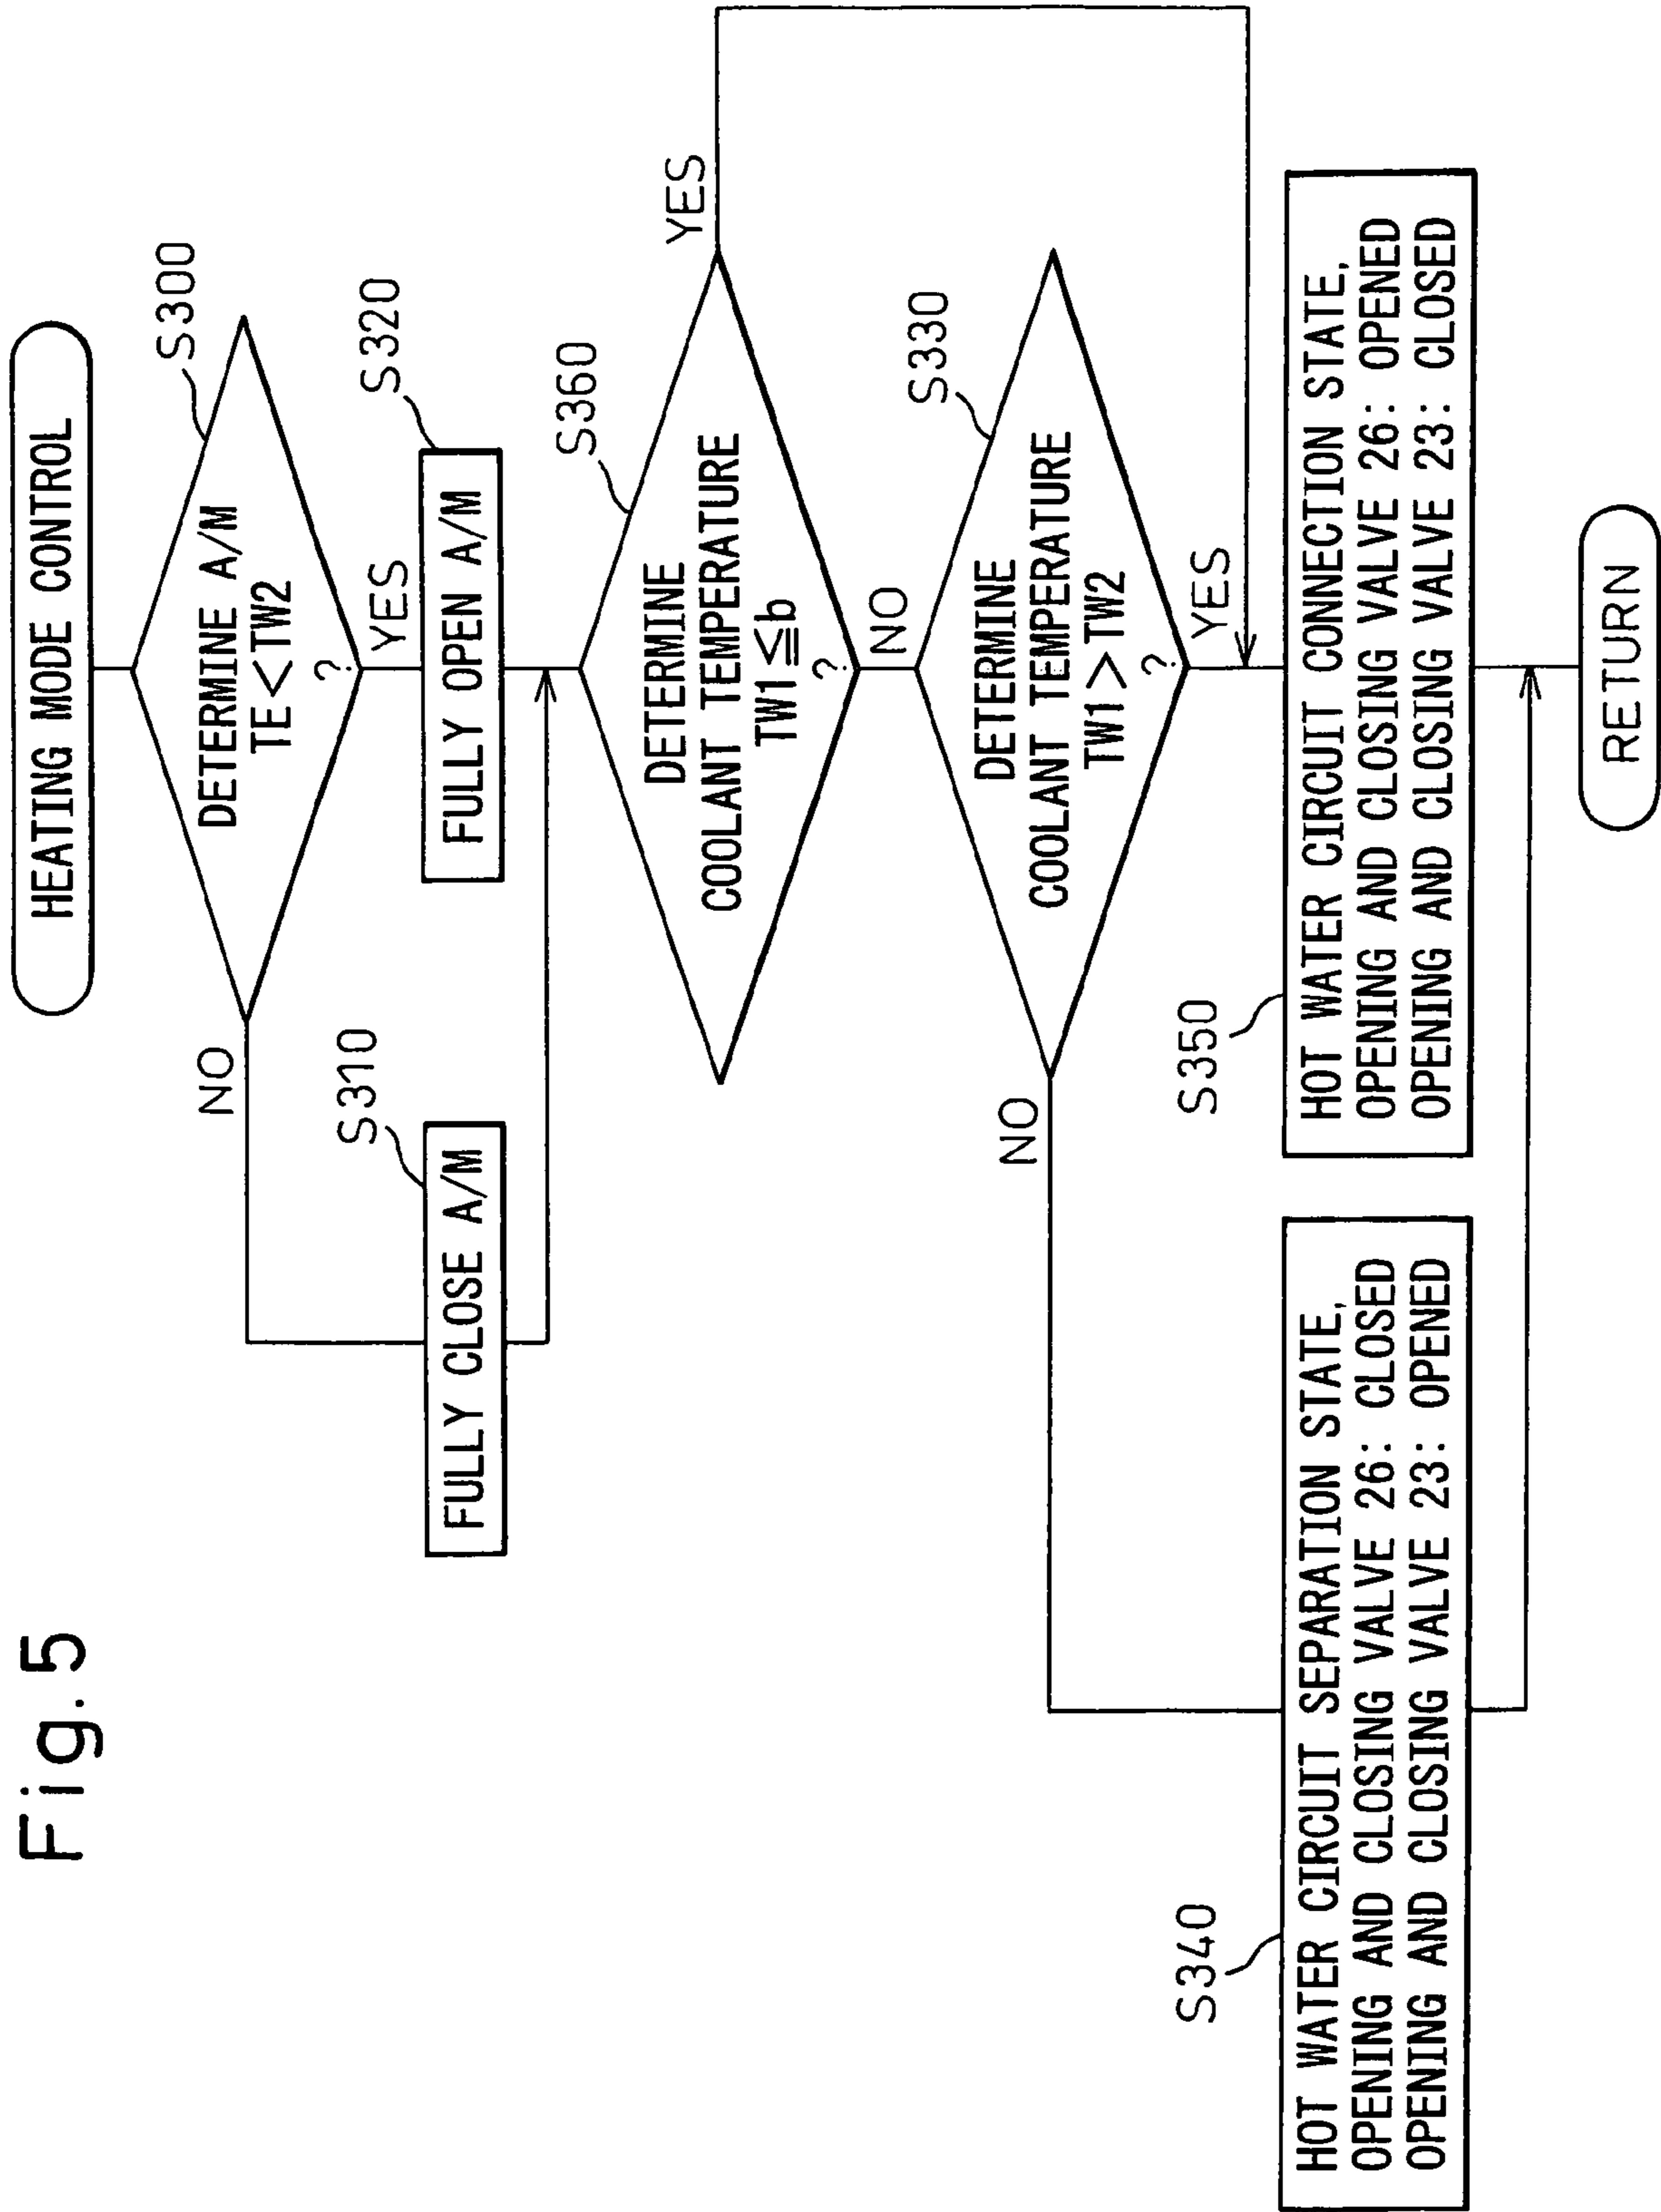 Fig. 5
HEATING MODE CONTROL
S300
DETERMINE A/M
TE<TW2
?
NO
YES
S310
FULLY CLOSE A/M
S320
FULLY OPEN A/M
S360
DETERMINE
COOLANT TEMPERATURE
TW1≦b
?
YES
NO
S330
DETERMINE
COOLANT TEMPERATURE
TW1>TW2
?
NO
YES
S340
HOT WATER CIRCUIT SEPARATION STATE,
OPENING AND CLOSING VALVE 26: CLOSED
OPENING AND CLOSING VALVE 23: OPENED
S350
HOT WATER CIRCUIT CONNECTION STATE,
OPENING AND CLOSING VALVE 26: OPENED
OPENING AND CLOSING VALVE 23: CLOSED
RETURN